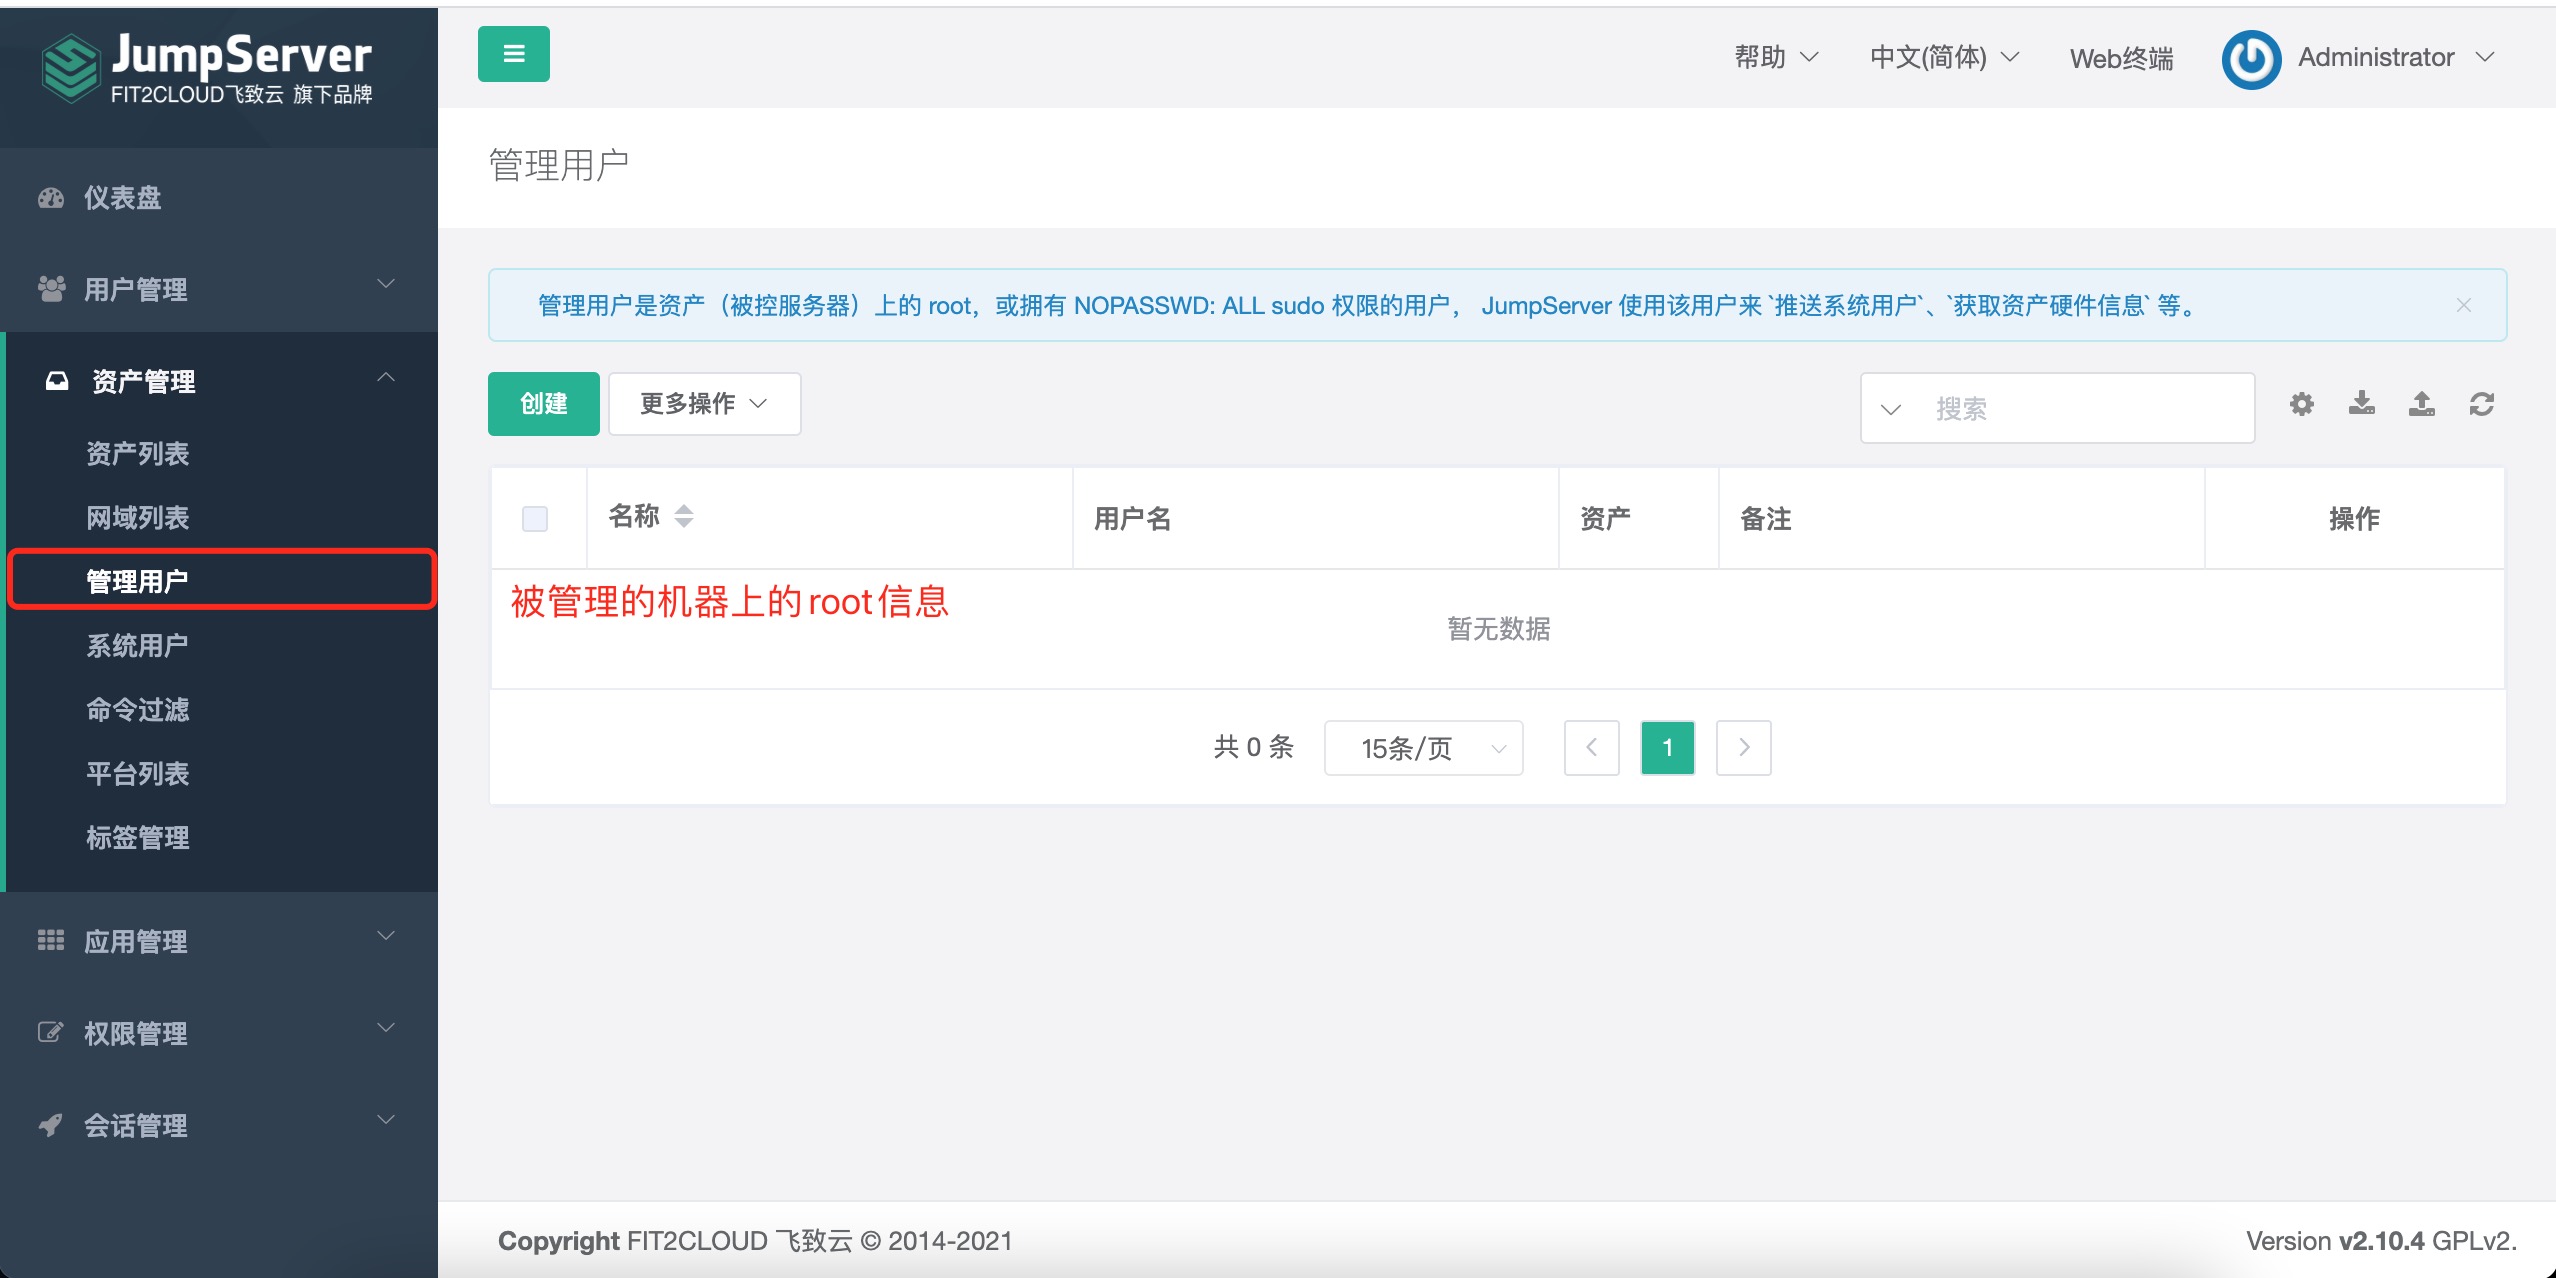 JumpServer
FIT2CLOUD飞致云 旗下品牌
仪表盘
用户管理
资产管理
资产列表
网域列表
管理用户
系统用户
命令过滤
平台列表
标签管理
应用管理
权限管理
会话管理
帮助
中文(简体)
Web终端
Administrator
管理用户
管理用户是资产（被控服务器）上的 root，或拥有 NOPASSWD: ALL sudo 权限的用户， JumpServer 使用该用户来 `推送系统用户`、`获取资产硬件信息` 等。
创建
更多操作
搜索
名称
用户名
资产
备注
操作
被管理的机器上的root信息
暂无数据
共 0 条
15条/页
1
Copyright FIT2CLOUD 飞致云 © 2014-2021
Version v2.10.4 GPLv2.